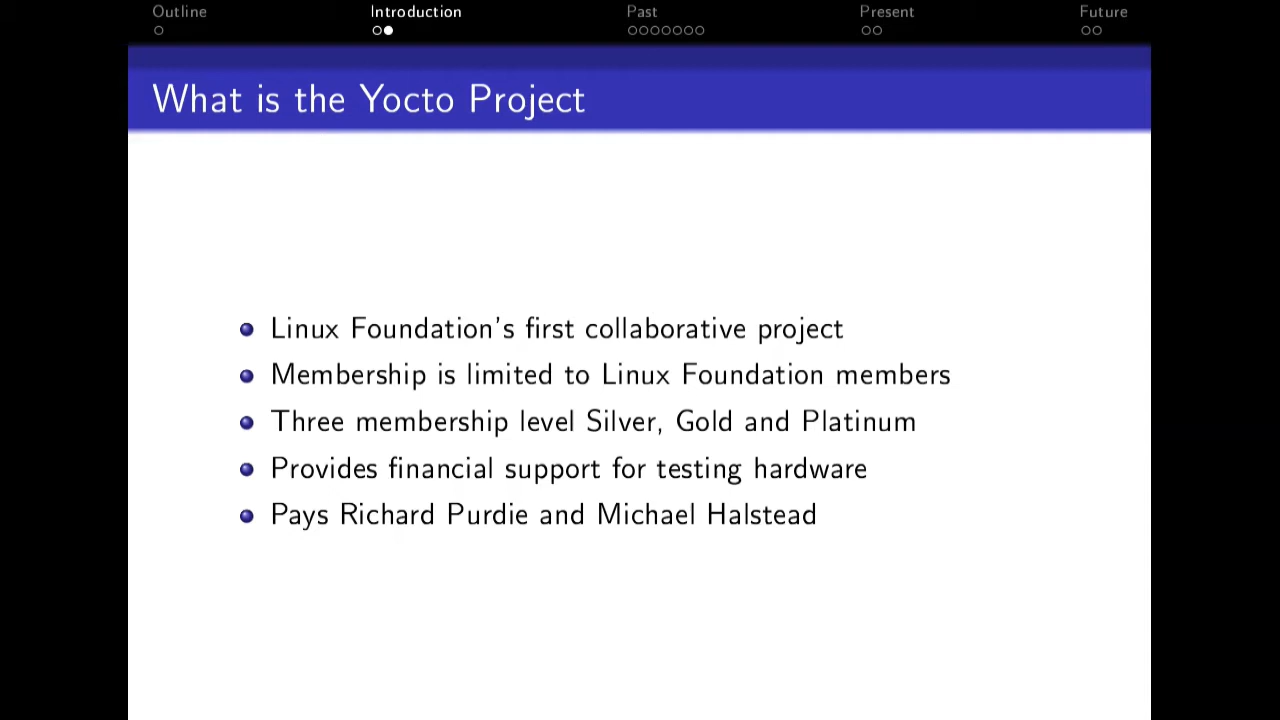 Outline Introduction Past Present Future
What is the Yocto Project
Linux Foundation's first collaborative project
Membership is limited to Linux Foundation members
Three membership level Silver, Gold and Platinum
Provides financial support for testing hardware
Pays Richard Purdie and Michael Halstead